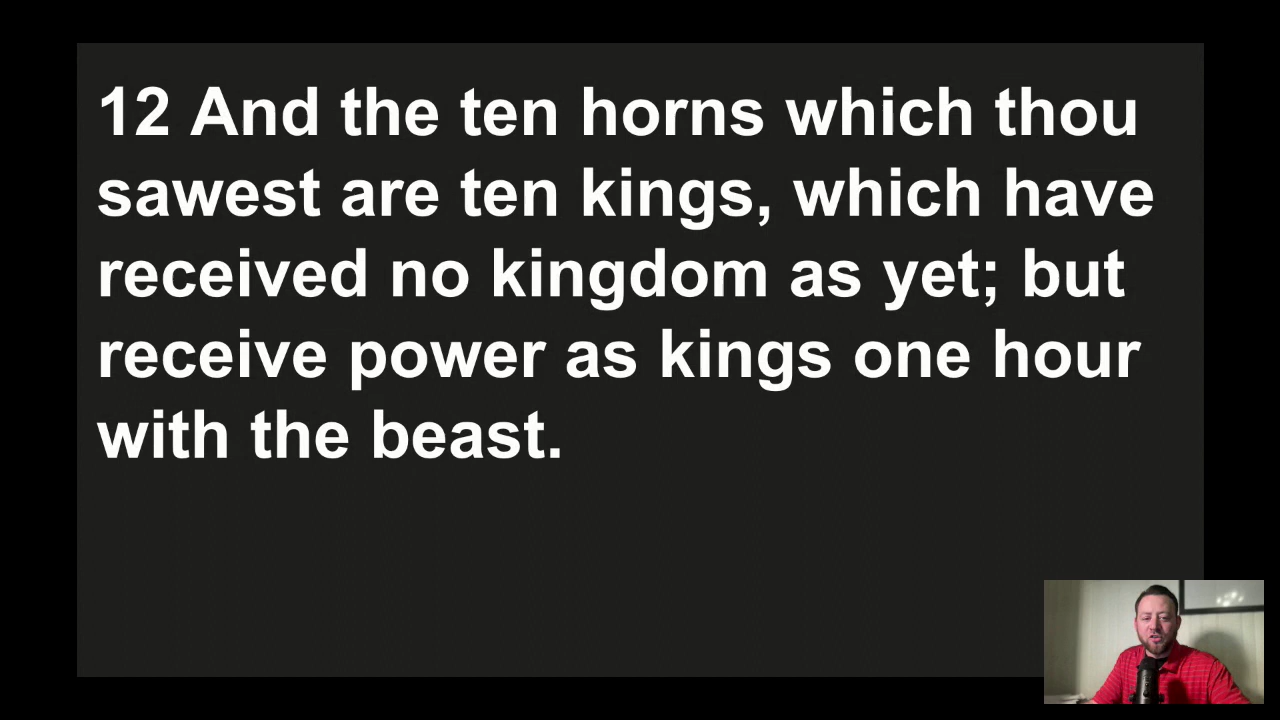 12 And the ten horns which thou
sawest are ten kings, which have
received no kingdom as yet; but
receive power as kings one hour
with the beast.